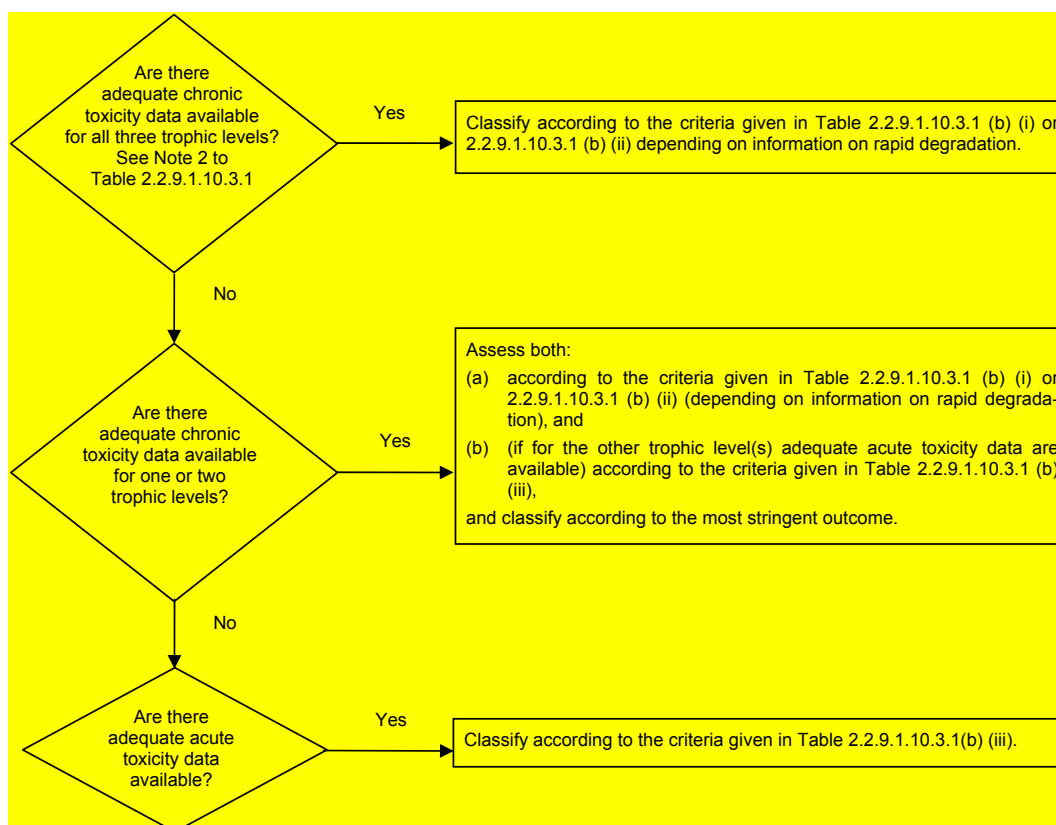 Are there
adequate chronic
toxicity data available
for all three trophic levels?
See Note 2 to
Table 2.2.9.1.10.3.1
Yes
Classify according to the criteria given in Table 2.2.9.1.10.3.1 (b) (i) or
2.2.9.1.10.3.1 (b) (ii) depending on information on rapid degradation.
No
Are there
adequate chronic
toxicity data available
for one or two
trophic levels?
Yes
Assess both:
(a) according to the criteria given in Table 2.2.9.1.10.3.1 (b) (i) or
2.2.9.1.10.3.1 (b) (ii) (depending on information on rapid degrada-
tion), and
(b) (if for the other trophic level(s) adequate acute toxicity data are
available) according to the criteria given in Table 2.2.9.1.10.3.1 (b)
(iii),
and classify according to the most stringent outcome.
No
Are there
adequate acute
toxicity data
available?
Yes
Classify according to the criteria given in Table 2.2.9.1.10.3.1(b) (iii).